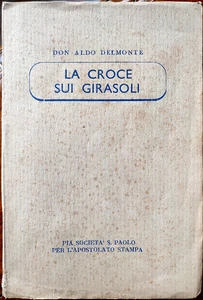 DON ALDO DELMONTE
LA CROCE
SUI GIRASOLI
PIA SOCIETA' S. PAOLO
PER L'APOSTOLATO STAMPA